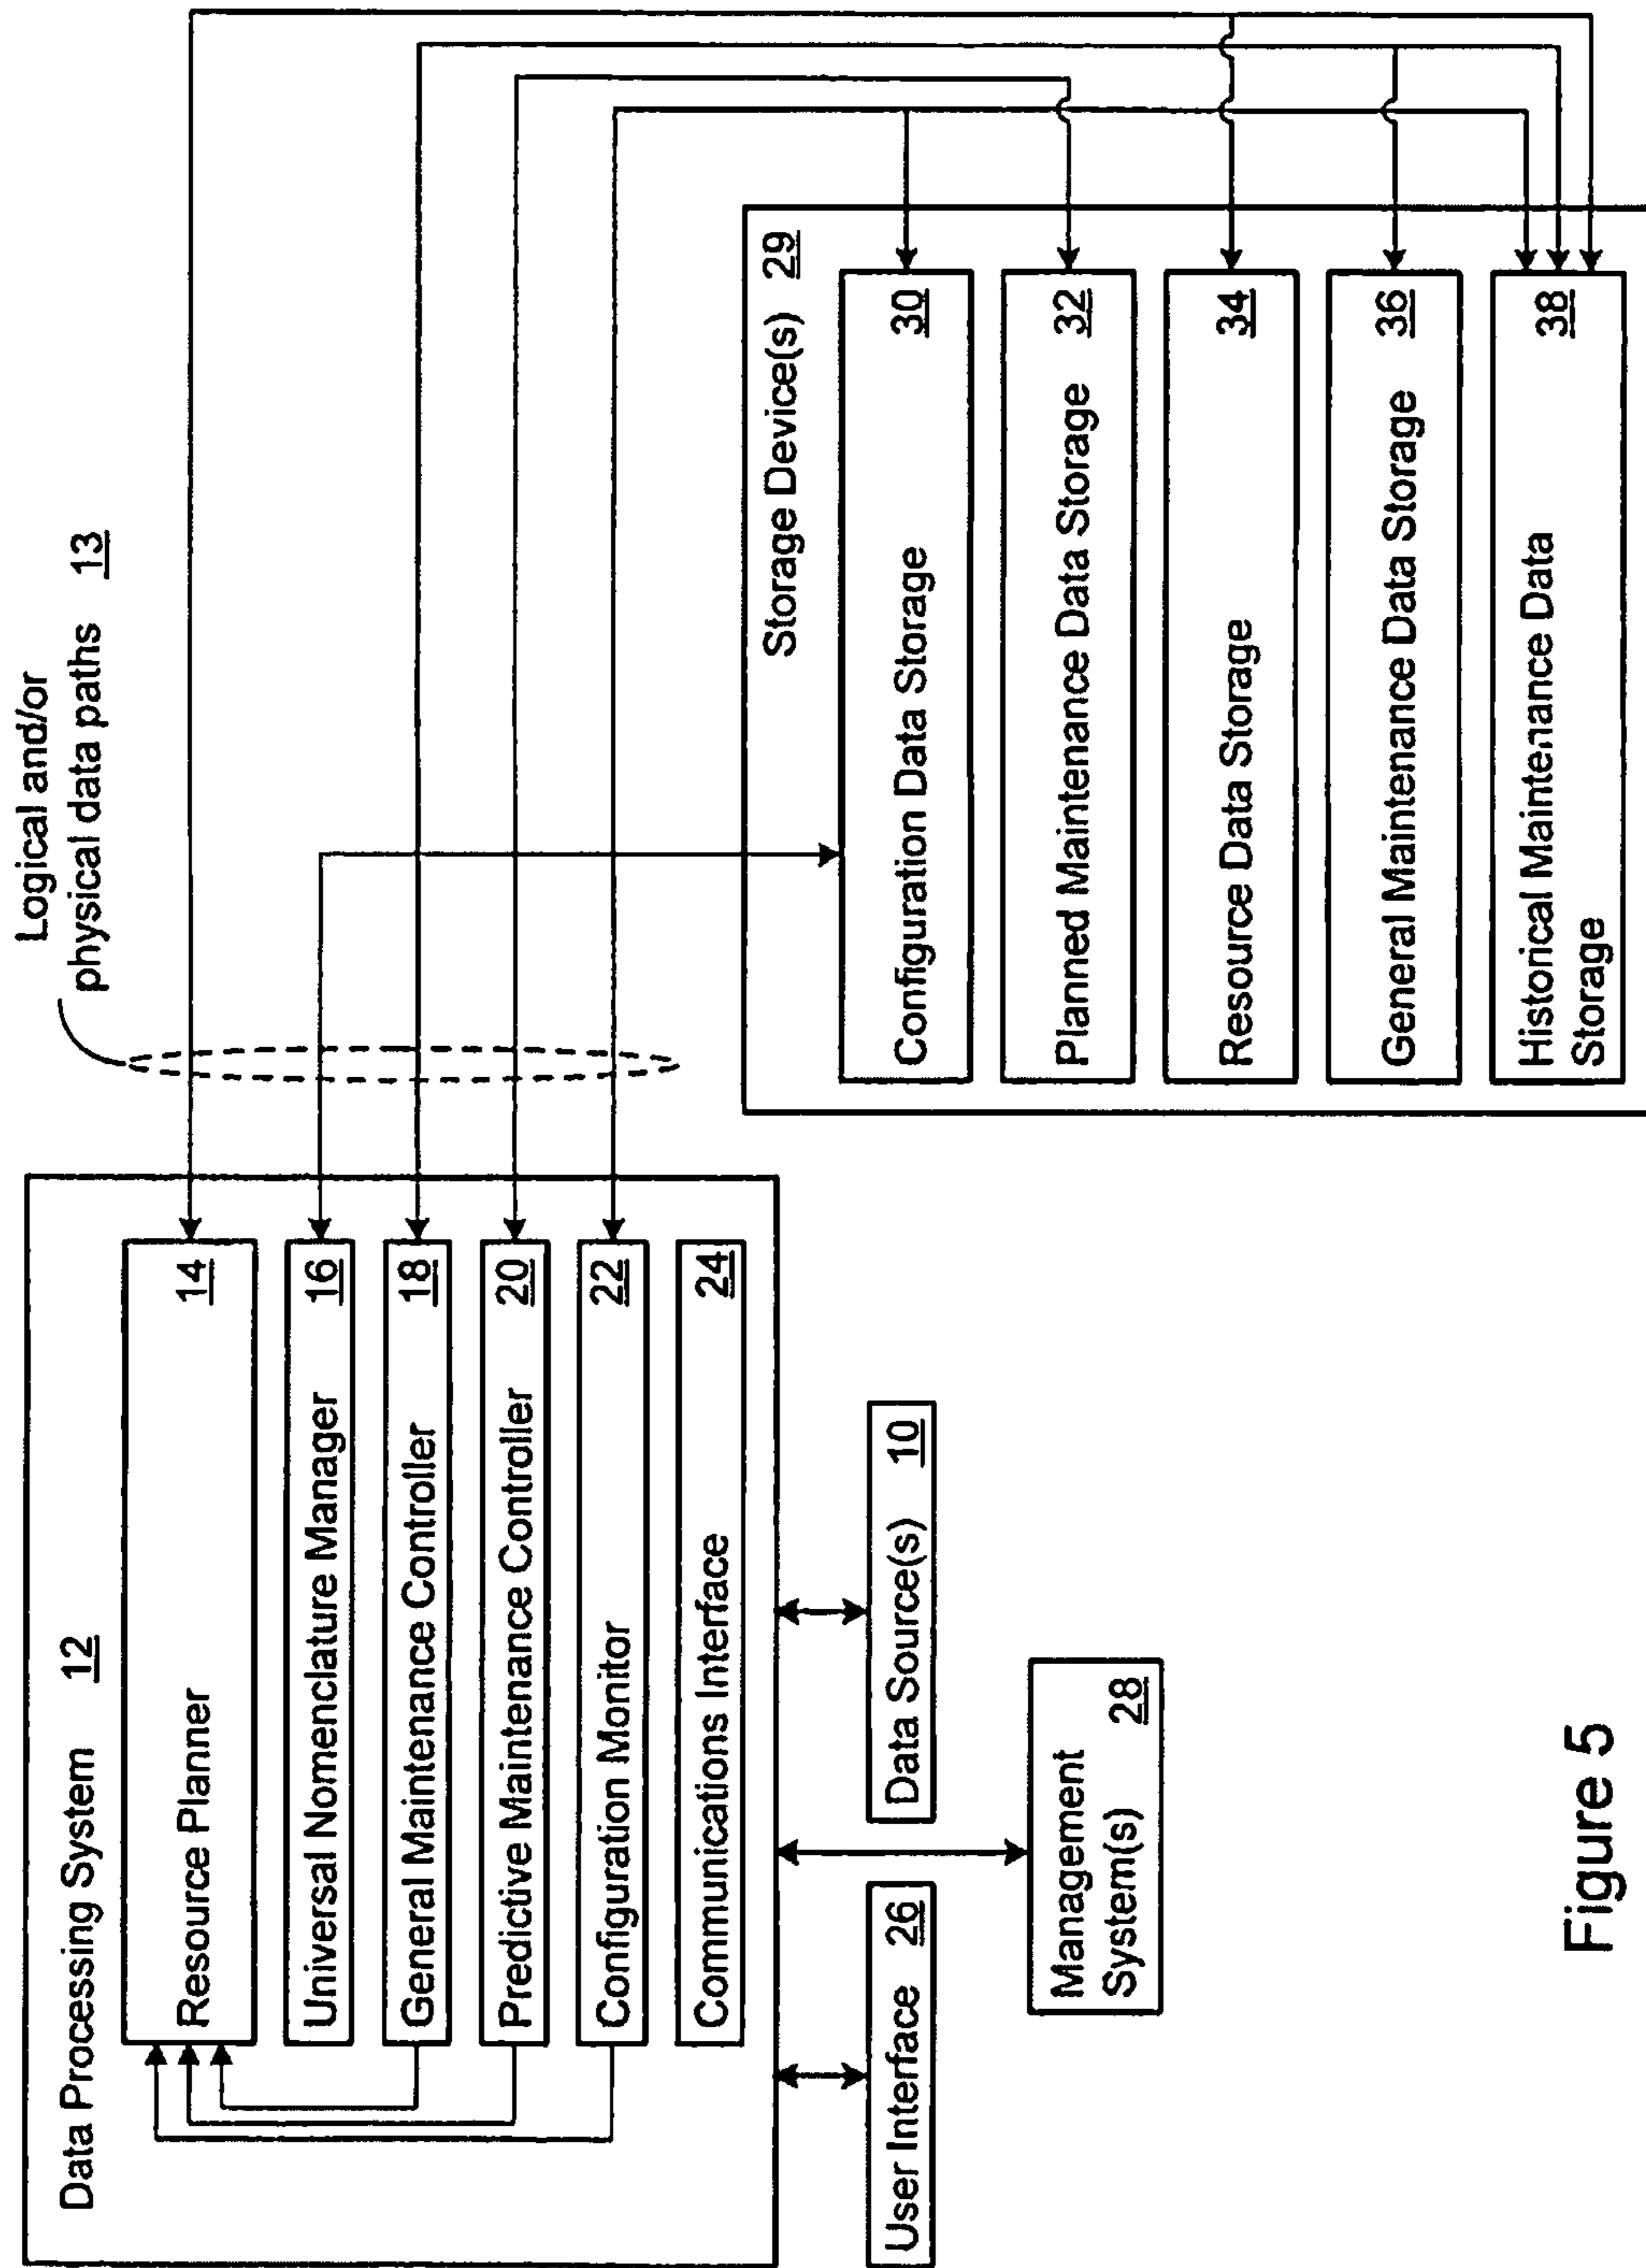 Logical and/or
physical data paths 13
Data Processing System 12
Resource Planner 14
Universal Nomenclature Manager 16
General Maintenance Controller 18
Predictive Maintenance Controller 20
Configuration Monitor 22
Communications Interface 24
User Interface 26
Data Source(s) 10
Management
System(s) 28
Storage Device(s) 29
Configuration Data Storage 30
Planned Maintenance Data Storage 32
Resource Data Storage 34
General Maintenance Data Storage 36
Historical Maintenance Data
Storage 38
Figure 5